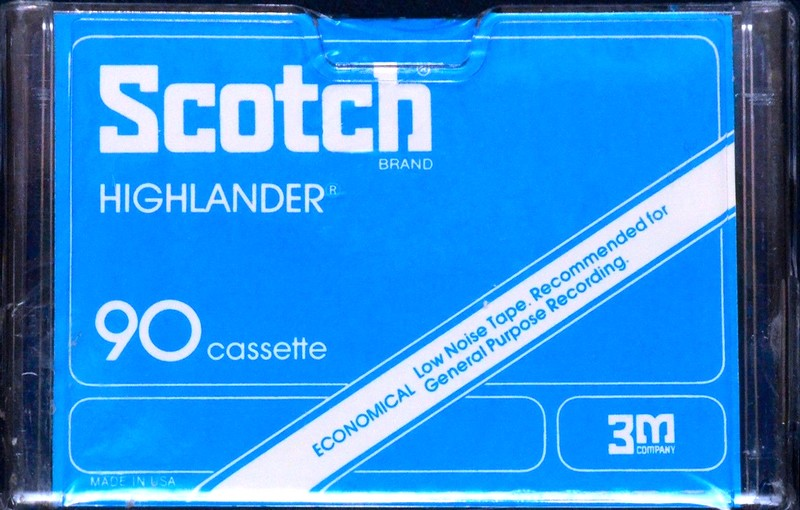 Scotch®
BRAND
HIGHLANDER®
90 cassette
ECONOMICAL Low Noise Tape. Recommended for
General Purpose Recording.
3M
COMPANY
MADE IN USA